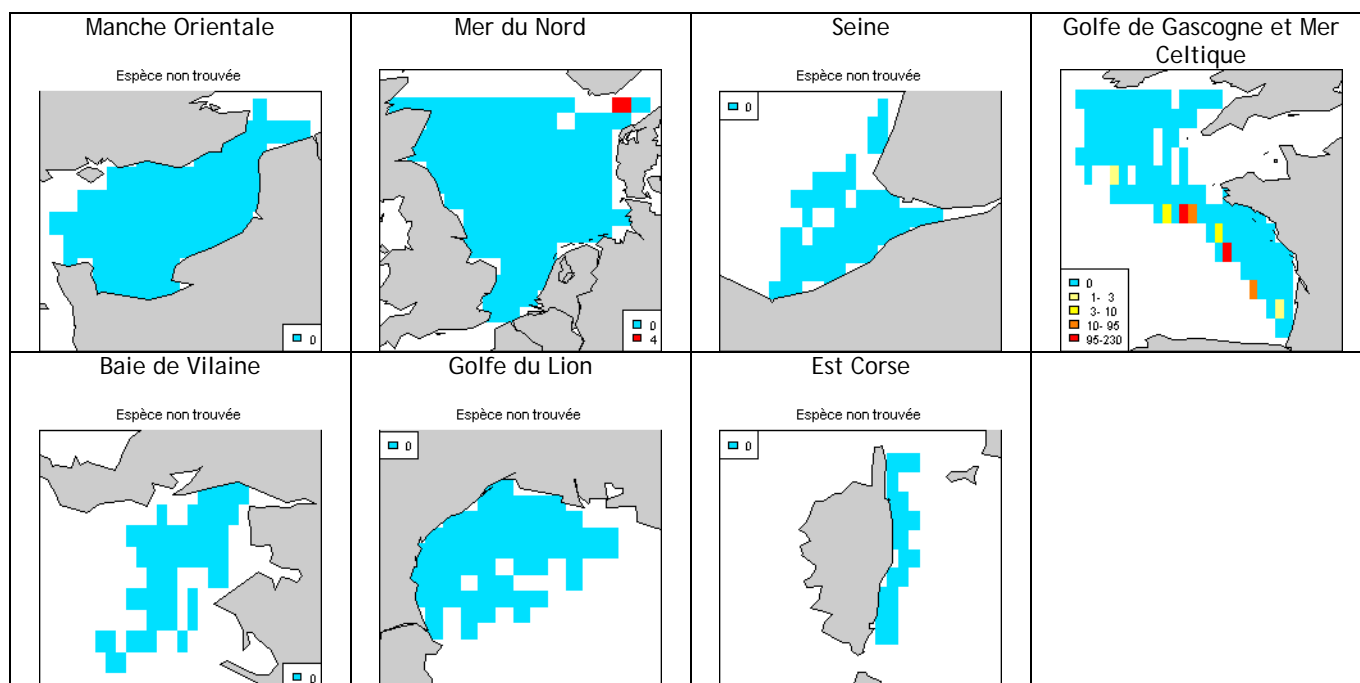 Manche Orientale
Espèce non trouvée
0
Mer du Nord
0
4
Seine
Espèce non trouvée
0
Golfe de Gascogne et Mer
Celtique
0
1- 3
3- 10
10- 95
95-230
Baie de Vilaine
Espèce non trouvée
0
Golfe du Lion
Espèce non trouvée
0
Est Corse
Espèce non trouvée
0